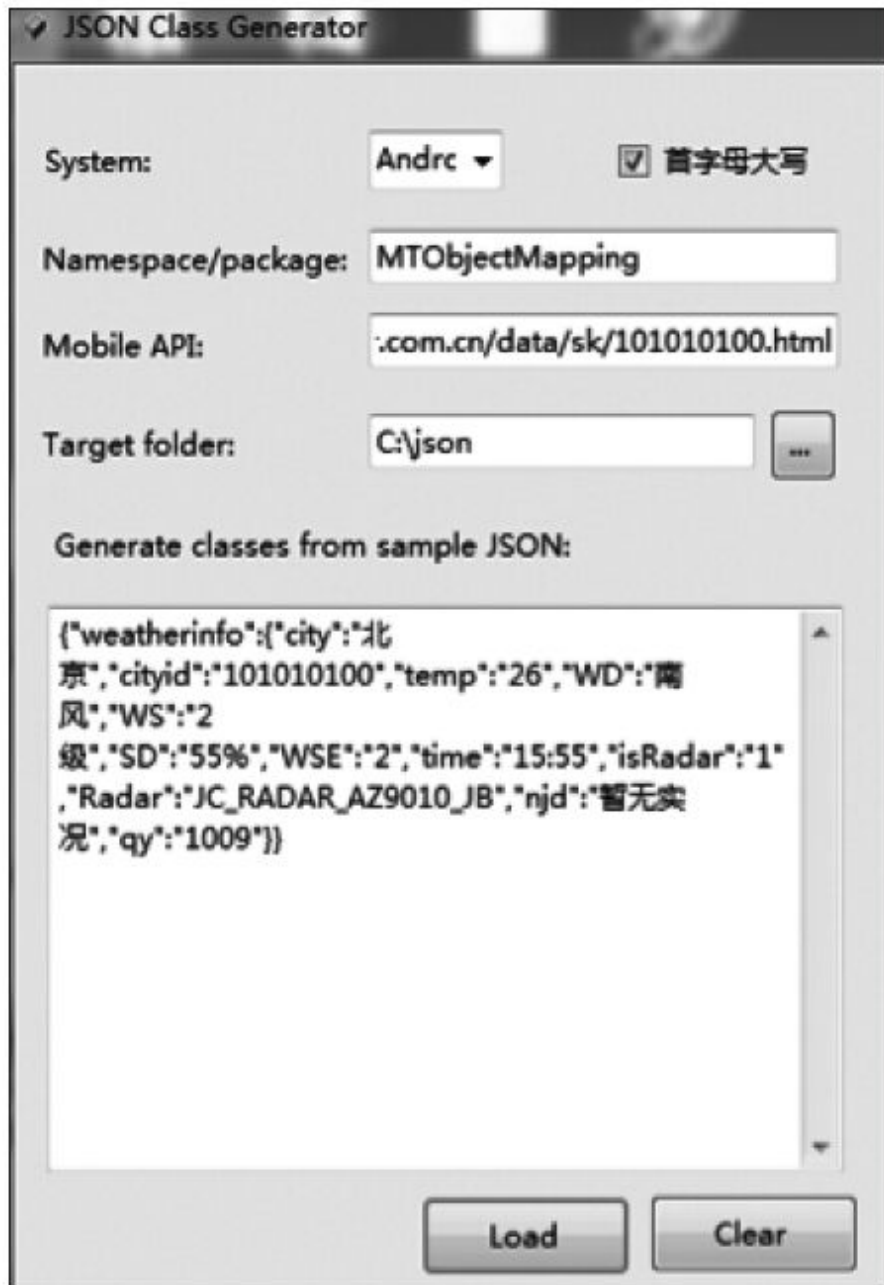 JSON Class Generator
System: Andrc 首字母大写
Namespace/package: MTObjectMapping
Mobile API: .com.cn/data/sk/101010100.html
Target folder: C:\json ...
Generate classes from sample JSON:
{"weatherinfo":{"city":"北
京","cityid":"101010100","temp":"26","WD":"南
风","WS":"2
级","SD":"55%","WSE":"2","time":"15:55","isRadar":"1"
,"Radar":"JC_RADAR_AZ9010_JB","njd":"暂无实
况","qy":"1009"}}
Load Clear